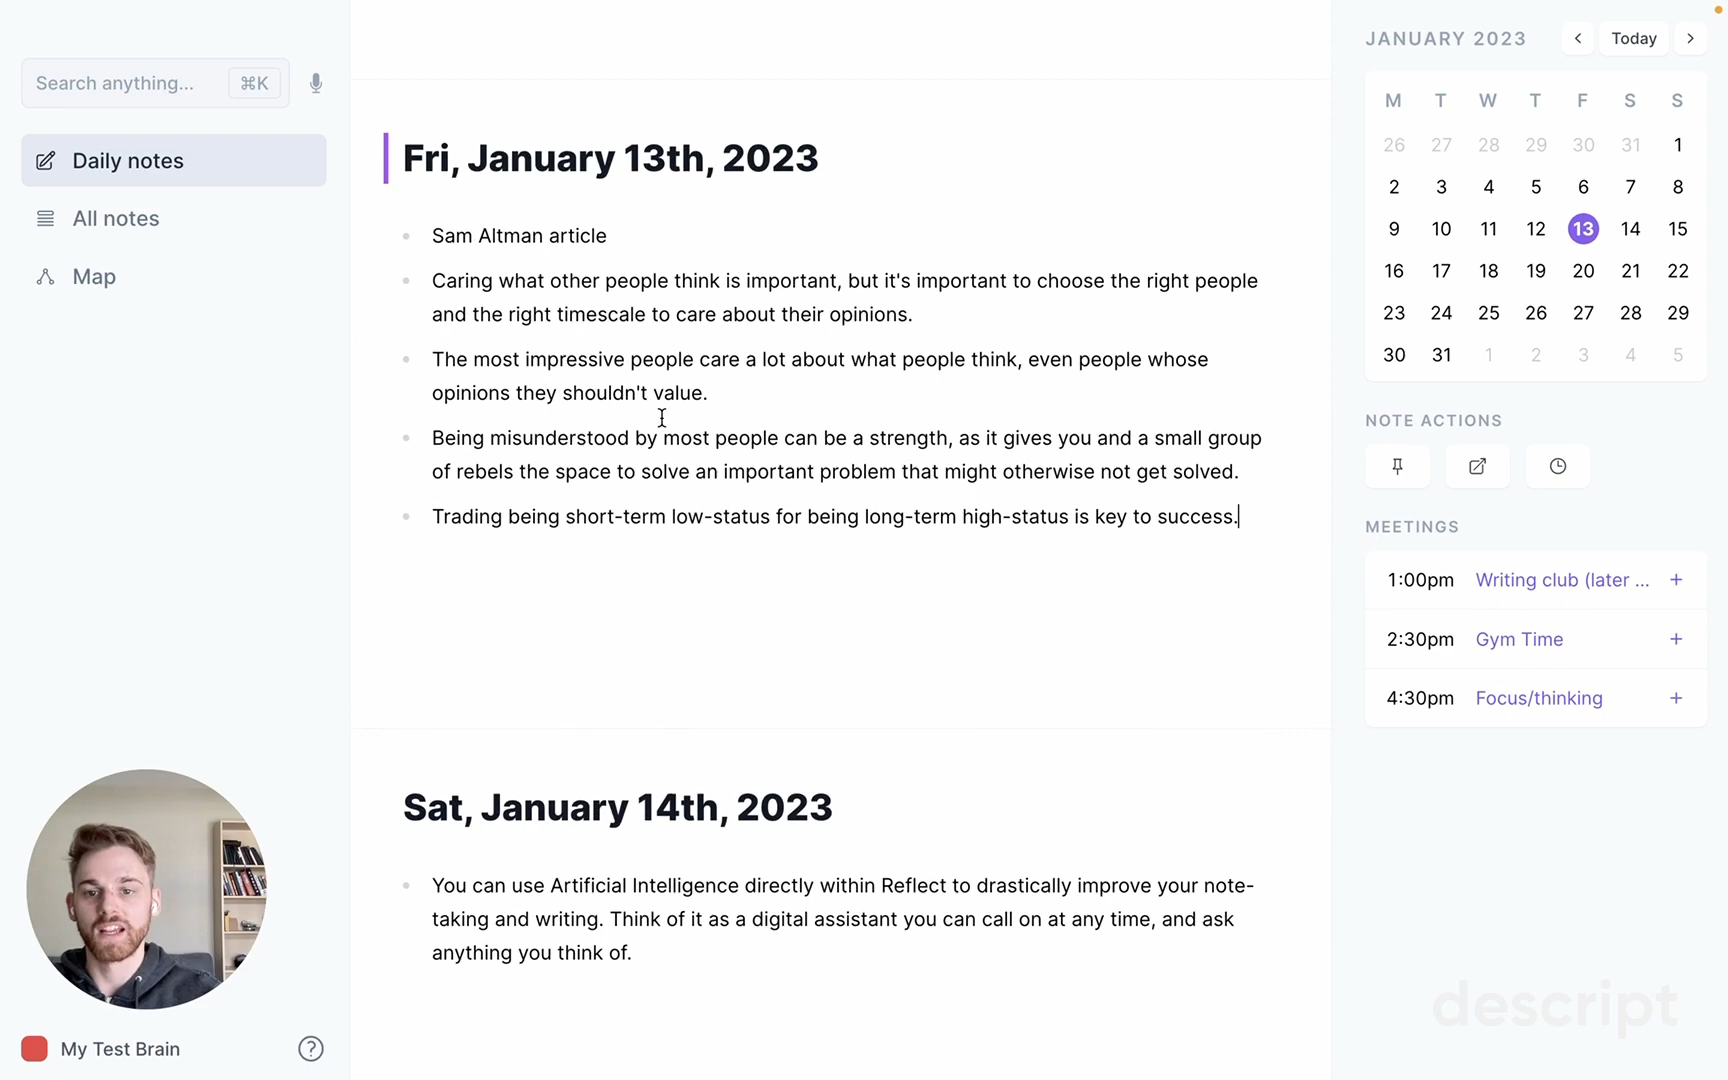 Search anything... ⌘K
Daily notes
All notes
Map
My Test Brain
?
Fri, January 13th, 2023
Sam Altman article
Caring what other people think is important, but it's important to choose the right people
and the right timescale to care about their opinions.
The most impressive people care a lot about what people think, even people whose
opinions they shouldn't value.
Being misunderstood by most people can be a strength, as it gives you and a small group
of rebels the space to solve an important problem that might otherwise not get solved.
Trading being short-term low-status for being long-term high-status is key to success.
Sat, January 14th, 2023
You can use Artificial Intelligence directly within Reflect to drastically improve your note-
taking and writing. Think of it as a digital assistant you can call on at any time, and ask
anything you think of.
JANUARY 2023 < Today >
M T W T F S S
26 27 28 29 30 31 1
2 3 4 5 6 7 8
9 10 11 12 13 14 15
16 17 18 19 20 21 22
23 24 25 26 27 28 29
30 31 1 2 3 4 5
NOTE ACTIONS
MEETINGS
1:00pm Writing club (later ... +
2:30pm Gym Time +
4:30pm Focus/thinking +
descript